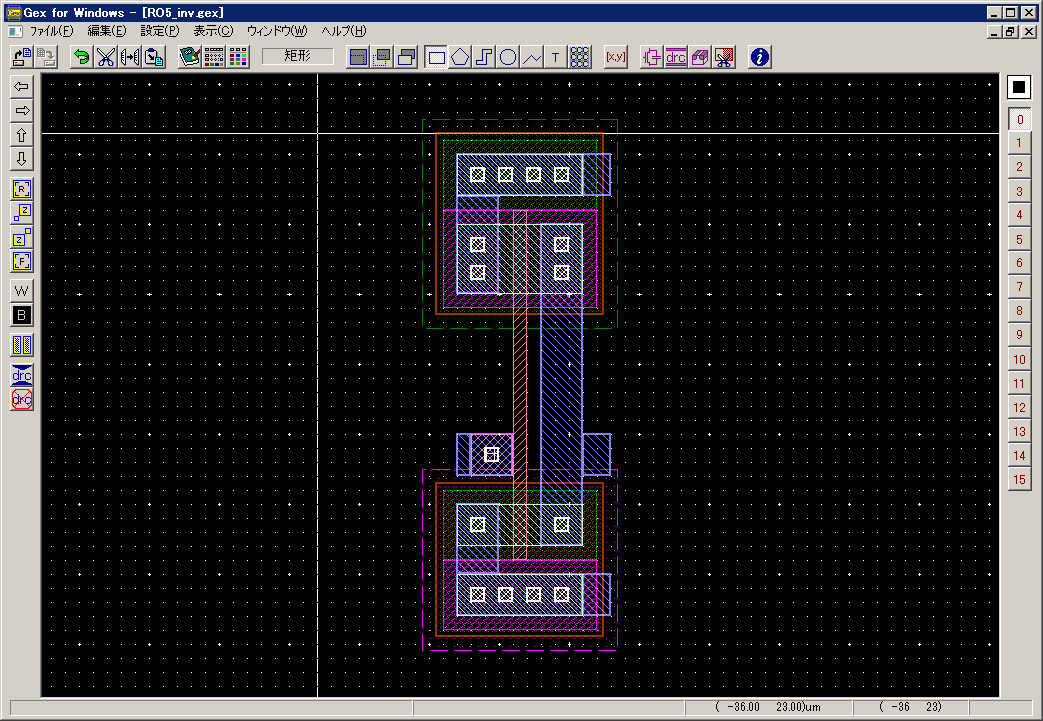 Gex for Windows - [RO5_inv.gex]
ファイル(F) 編集(E) 設定(P) 表示(C) ウィンドウ(W) ヘルプ(H)
矩形 T [x,y] drc i
[R]
Z
Z
[F]
W
B
drc
drc
0
1
2
3
4
5
6
7
8
9
10
11
12
13
14
15
( -36.00 23.00)um ( -36 23)